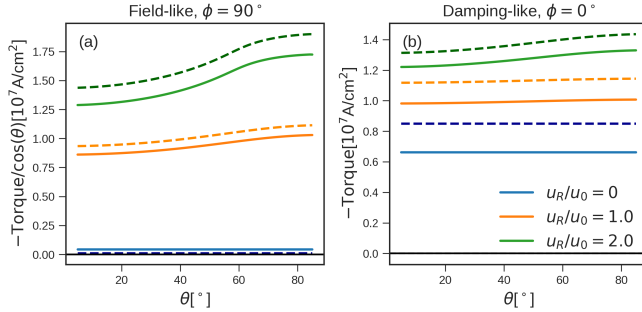 Field-like, ϕ = 90°
(a)
−Torque/cos(θ)[10⁷A/cm²]
1.75
1.50
1.25
1.00
0.75
0.50
0.25
0.00
20
40
60
80
θ[°]
Damping-like, ϕ = 0°
(b)
−Torque[10⁷A/cm²]
1.4
1.2
1.0
0.8
0.6
0.4
0.2
0.0
u_R/u_0 = 0
u_R/u_0 = 1.0
u_R/u_0 = 2.0
20
40
60
80
θ[°]